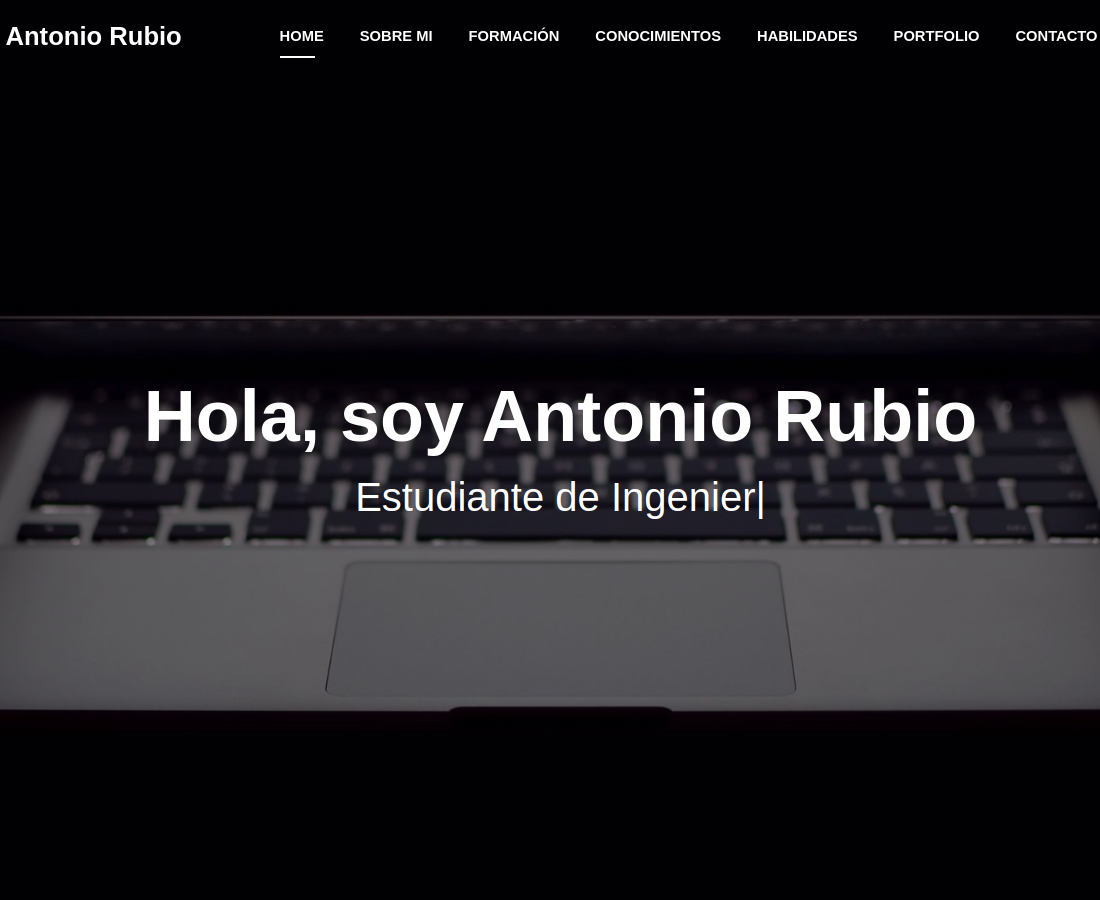 Antonio Rubio
HOME SOBRE MI FORMACIÓN CONOCIMIENTOS HABILIDADES PORTFOLIO CONTACTO
Hola, soy Antonio Rubio
Estudiante de Ingenier|